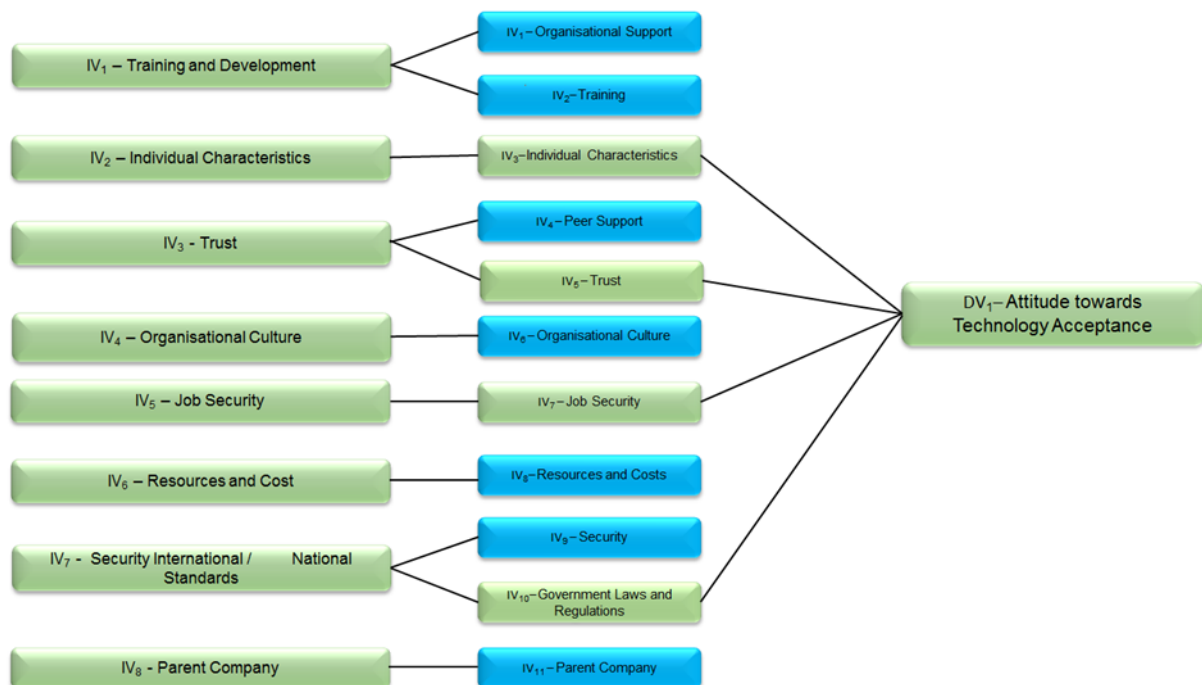 IV₁ – Training and Development
IV₁–Organisational Support
IV₂–Training
IV₂ – Individual Characteristics
IV₃–Individual Characteristics
IV₃ - Trust
IV₄–Peer Support
IV₅–Trust
IV₄ – Organisational Culture
IV₆–Organisational Culture
IV₅ – Job Security
IV₇–Job Security
IV₆ – Resources and Cost
IV₈–Resources and Costs
IV₇ - Security International / National
Standards
IV₉–Security
IV₁₀–Government Laws and
Regulations
IV₈ - Parent Company
IV₁₁–Parent Company
DV₁–Attitude towards
Technology Acceptance